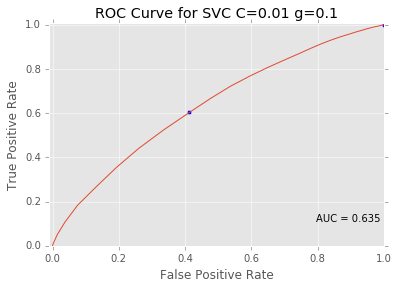 ROC Curve for SVC C=0.01 g=0.1
1.0
0.8
0.6
0.4
0.2
0.0
True Positive Rate
AUC = 0.635
0.0 0.2 0.4 0.6 0.8 1.0
False Positive Rate